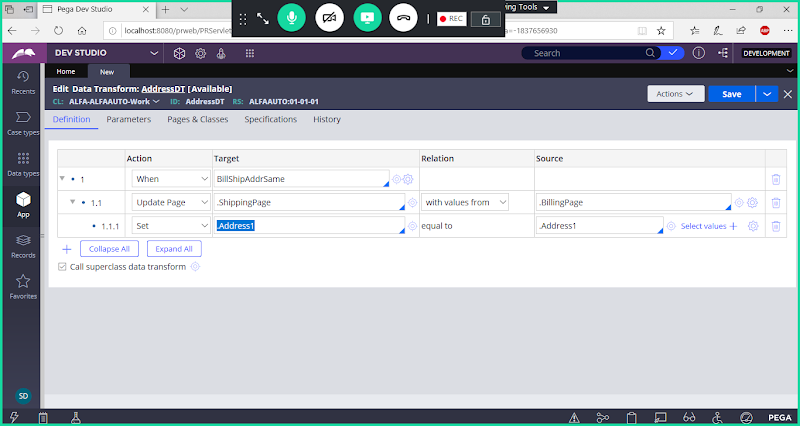 Pega Dev Studio
REC
ing Tools
localhost:8080/prweb/PRServlet
a=-1837656930
ABP
DEV STUDIO
Search
DEVELOPMENT
Home
New
Edit Data Transform: AddressDT [Available]
CL: ALFA-ALFAAUTO-Work ID: AddressDT RS: ALFAAUTO:01-01-01
Actions
Save
Definition Parameters Pages & Classes Specifications History
Recents
Case types
Data types
App
Records
Favorites
Action Target Relation Source
1 When BillShipAddrSame
1.1 Update Page .ShippingPage with values from .BillingPage
1.1.1 Set .Address1 equal to .Address1 Select values
Collapse All Expand All
Call superclass data transform
SD
PEGA